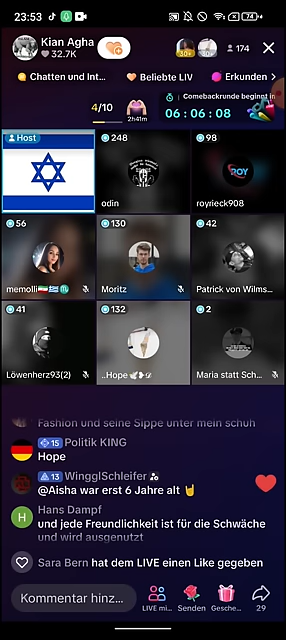 23:53
74
Kian Agha
32.7K
30+
174
Chatten und Int...
Beliebte LIV
Erkunden
4/10
2h41m
Comebackrunde beginnt in
06 : 06 : 08
Host
248
odin
98
ROY
royrieck908
56
memolli
130
Moritz
42
Patrick von Wilms...
41
Löwenherz93(2)
132
..Hope
2
Maria statt Sch...
Fashion und seine Sippe unter mein schuh
15 Politik KING
Hope
13 WingglSchleifer
@Aisha war erst 6 Jahre alt
H
Hans Dampf
und jede Freundlichkeit ist für die Schwäche
und wird ausgenutzt
Sara Bern hat dem LIVE einen Like gegeben
Kommentar hinz...
LIVE mi...
Senden
Gesche...
29